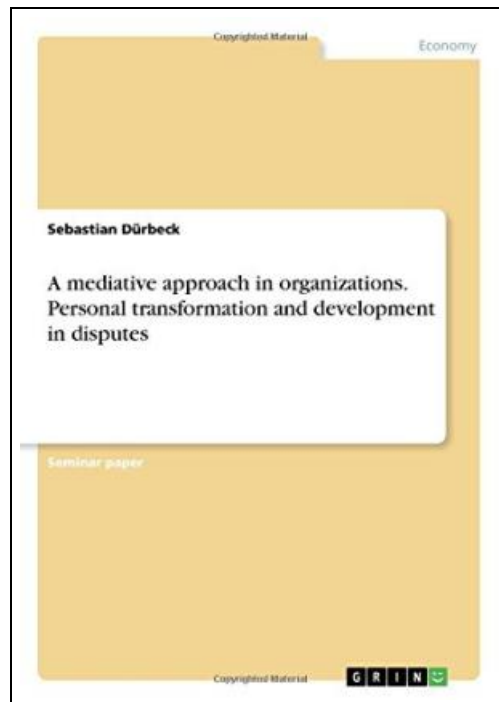 Copyrighted Material
Economy
Sebastian Dürbeck
A mediative approach in organizations.
Personal transformation and development
in disputes
Seminar paper
Copyrighted Material
GRIN